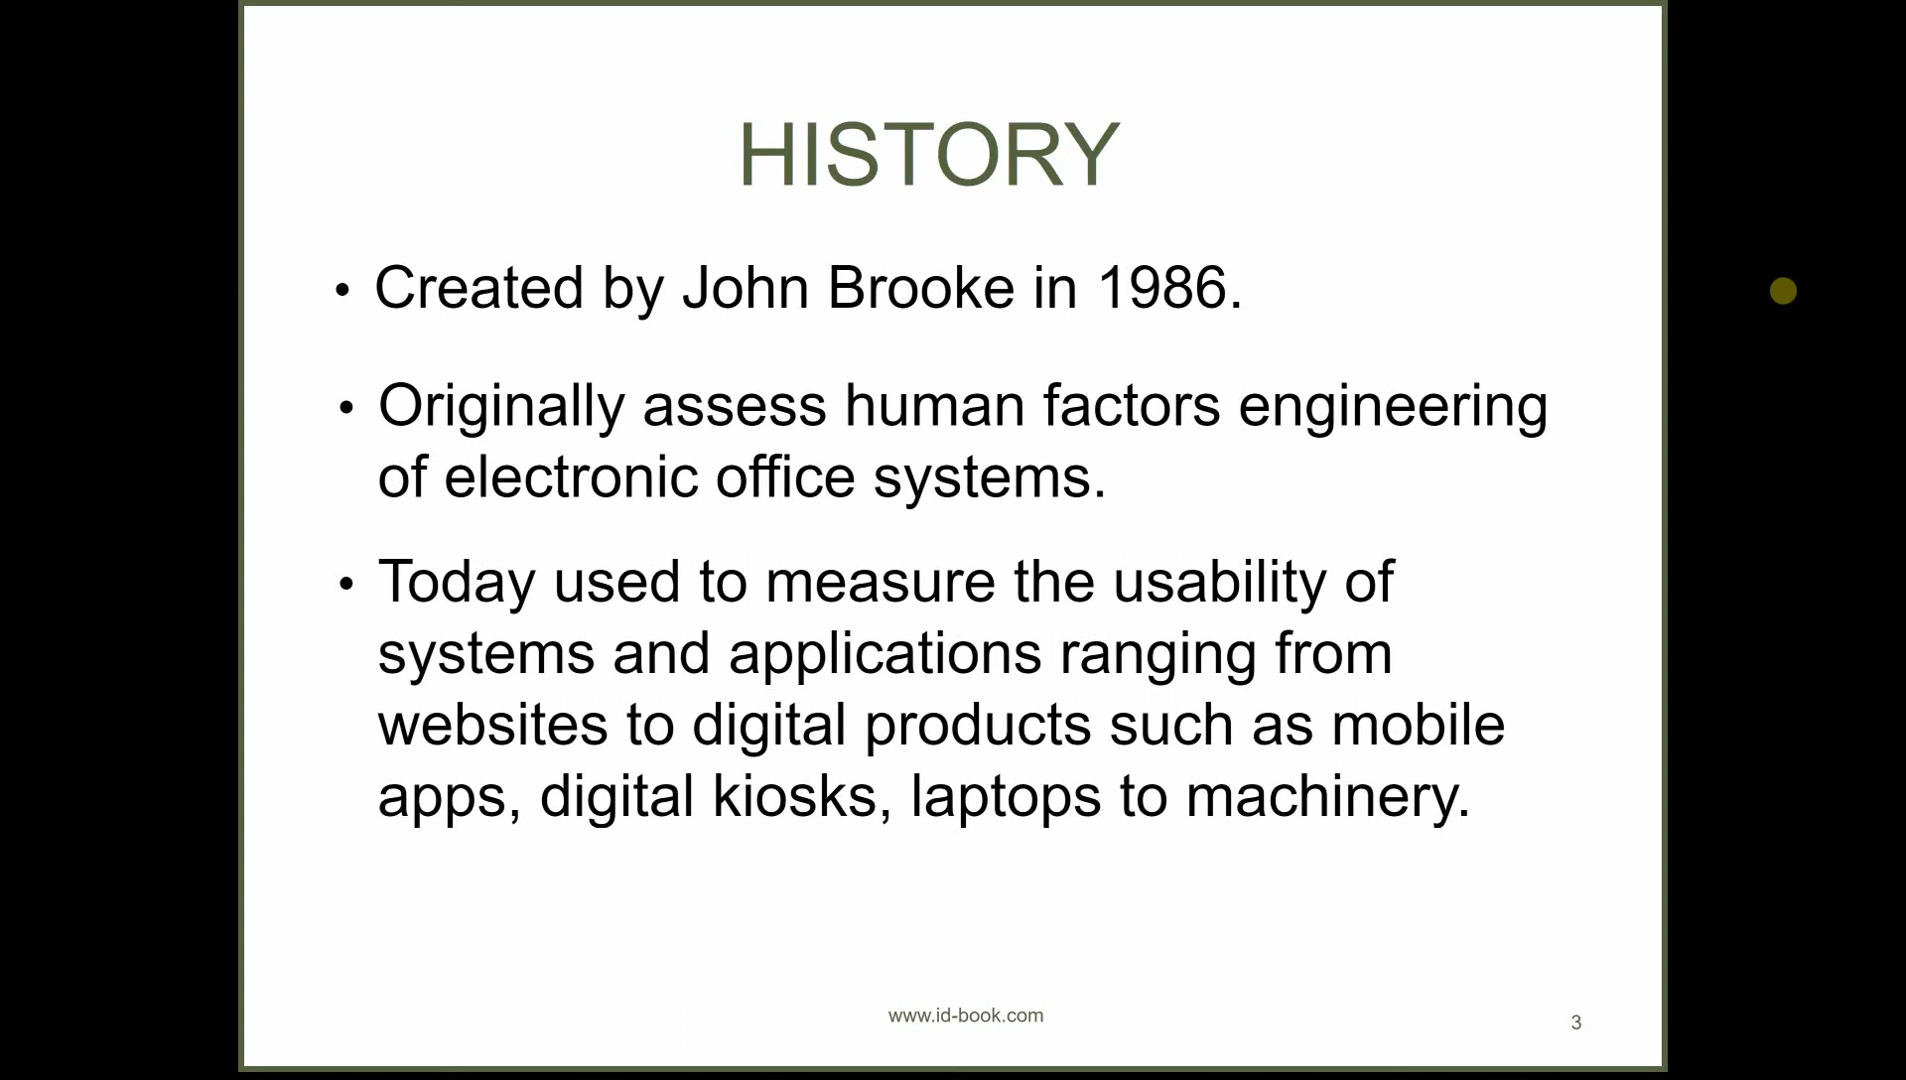 HISTORY
• Created by John Brooke in 1986.
• Originally assess human factors engineering
of electronic office systems.
• Today used to measure the usability of
systems and applications ranging from
websites to digital products such as mobile
apps, digital kiosks, laptops to machinery.
www.id-book.com
3